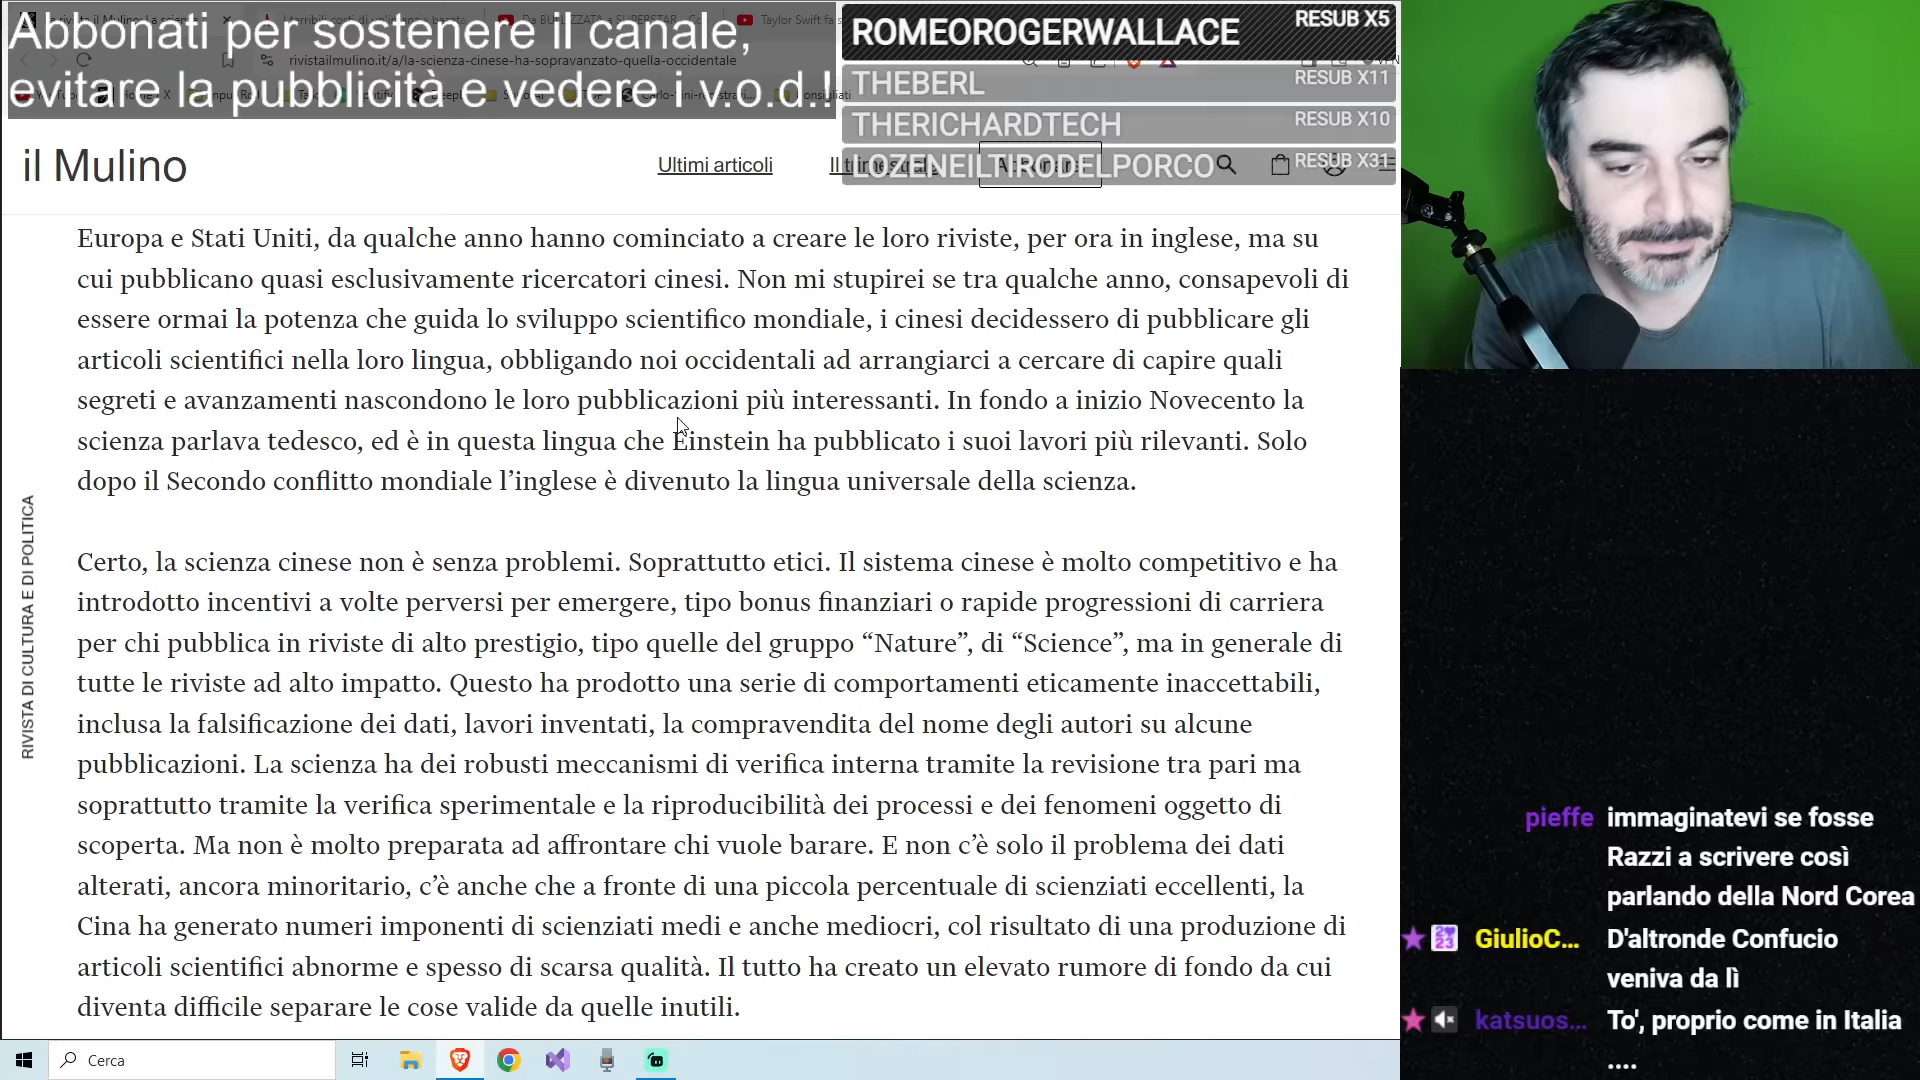 Abbonati per sostenere il canale,
evitare la pubblicità e vedere i v.o.d.!
rivistailmulino.it/a/la-scienza-cinese-ha-sopravanzato-quella-occidentale
ROMEOROGERWALLACE RESUB X5
THEBERL RESUB X11
THERICHARDTECH RESUB X10
LOZENEILTIRODELPORCO RESUB X31
il Mulino
Ultimi articoli
Europa e Stati Uniti, da qualche anno hanno cominciato a creare le loro riviste, per ora in inglese, ma su
cui pubblicano quasi esclusivamente ricercatori cinesi. Non mi stupirei se tra qualche anno, consapevoli di
essere ormai la potenza che guida lo sviluppo scientifico mondiale, i cinesi decidessero di pubblicare gli
articoli scientifici nella loro lingua, obbligando noi occidentali ad arrangiarci a cercare di capire quali
segreti e avanzamenti nascondono le loro pubblicazioni più interessanti. In fondo a inizio Novecento la
scienza parlava tedesco, ed è in questa lingua che Einstein ha pubblicato i suoi lavori più rilevanti. Solo
dopo il Secondo conflitto mondiale l’inglese è divenuto la lingua universale della scienza.
Certo, la scienza cinese non è senza problemi. Soprattutto etici. Il sistema cinese è molto competitivo e ha
introdotto incentivi a volte perversi per emergere, tipo bonus finanziari o rapide progressioni di carriera
per chi pubblica in riviste di alto prestigio, tipo quelle del gruppo “Nature”, di “Science”, ma in generale di
tutte le riviste ad alto impatto. Questo ha prodotto una serie di comportamenti eticamente inaccettabili,
inclusa la falsificazione dei dati, lavori inventati, la compravendita del nome degli autori su alcune
pubblicazioni. La scienza ha dei robusti meccanismi di verifica interna tramite la revisione tra pari ma
soprattutto tramite la verifica sperimentale e la riproducibilità dei processi e dei fenomeni oggetto di
scoperta. Ma non è molto preparata ad affrontare chi vuole barare. E non c’è solo il problema dei dati
alterati, ancora minoritario, c’è anche che a fronte di una piccola percentuale di scienziati eccellenti, la
Cina ha generato numeri imponenti di scienziati medi e anche mediocri, col risultato di una produzione di
articoli scientifici abnorme e spesso di scarsa qualità. Il tutto ha creato un elevato rumore di fondo da cui
diventa difficile separare le cose valide da quelle inutili.
RIVISTA DI CULTURA E DI POLITICA
pieffe immaginatevi se fosse
Razzi a scrivere così
parlando della Nord Corea
GiulioC... D'altronde Confucio
veniva da lì
katsuos... To', proprio come in Italia
....
Cerca